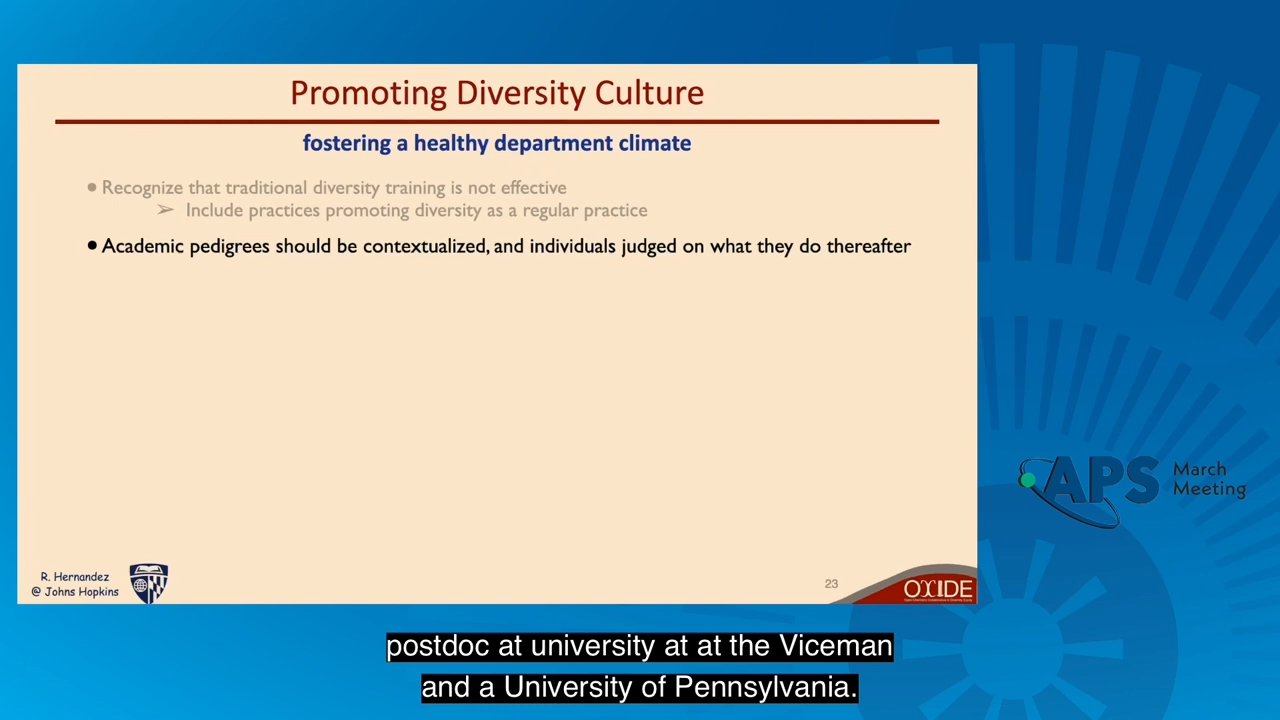 Promoting Diversity Culture
fostering a healthy department climate
• Recognize that traditional diversity training is not effective
➢ Include practices promoting diversity as a regular practice
• Academic pedigrees should be contextualized, and individuals judged on what they do thereafter
APS March
Meeting
R. Hernandez
@ Johns Hopkins
23
OXIDE
postdoc at university at at the Viceman
and a University of Pennsylvania.